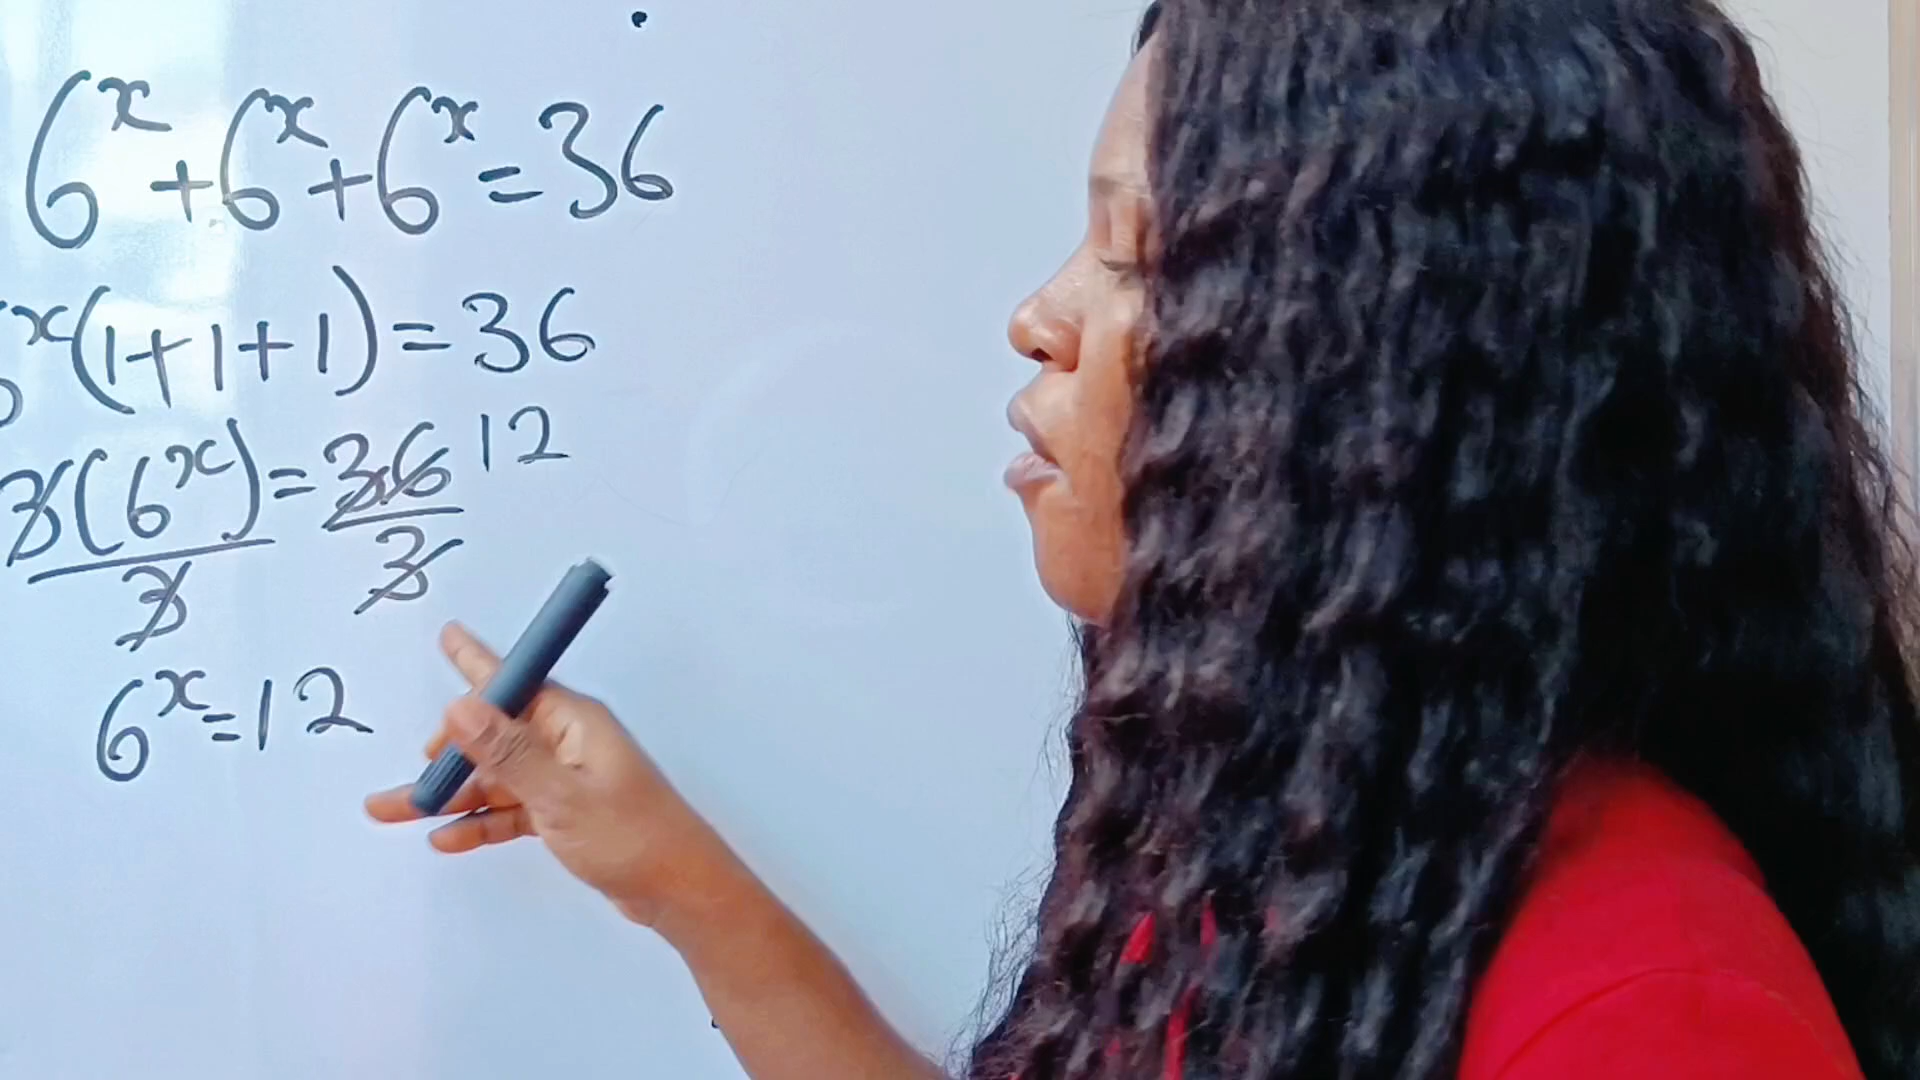 6^x + 6^x + 6^x = 36
6^x (1 + 1 + 1) = 36
3(6^x)/3 = 36/3 12
6^x = 12